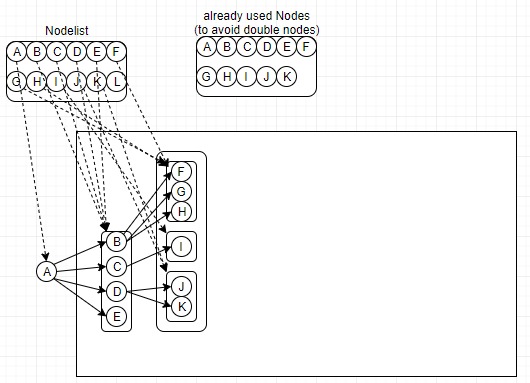 Nodelist
A B C D E F
G H I J K L
already used Nodes
(to avoid double nodes)
A B C D E F
G H I J K
A
B
C
D
E
F
G
H
I
J
K